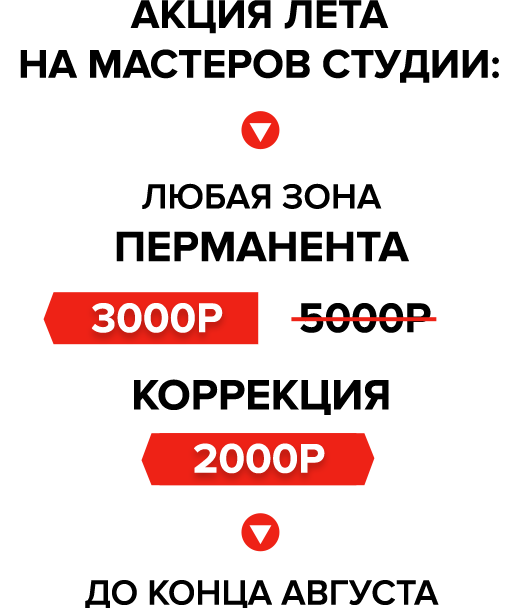 АКЦИЯ ЛЕТА
НА МАСТЕРОВ СТУДИИ:
ЛЮБАЯ ЗОНА
ПЕРМАНЕНТА
3000Р 5000Р
КОРРЕКЦИЯ
2000Р
ДО КОНЦА АВГУСТА